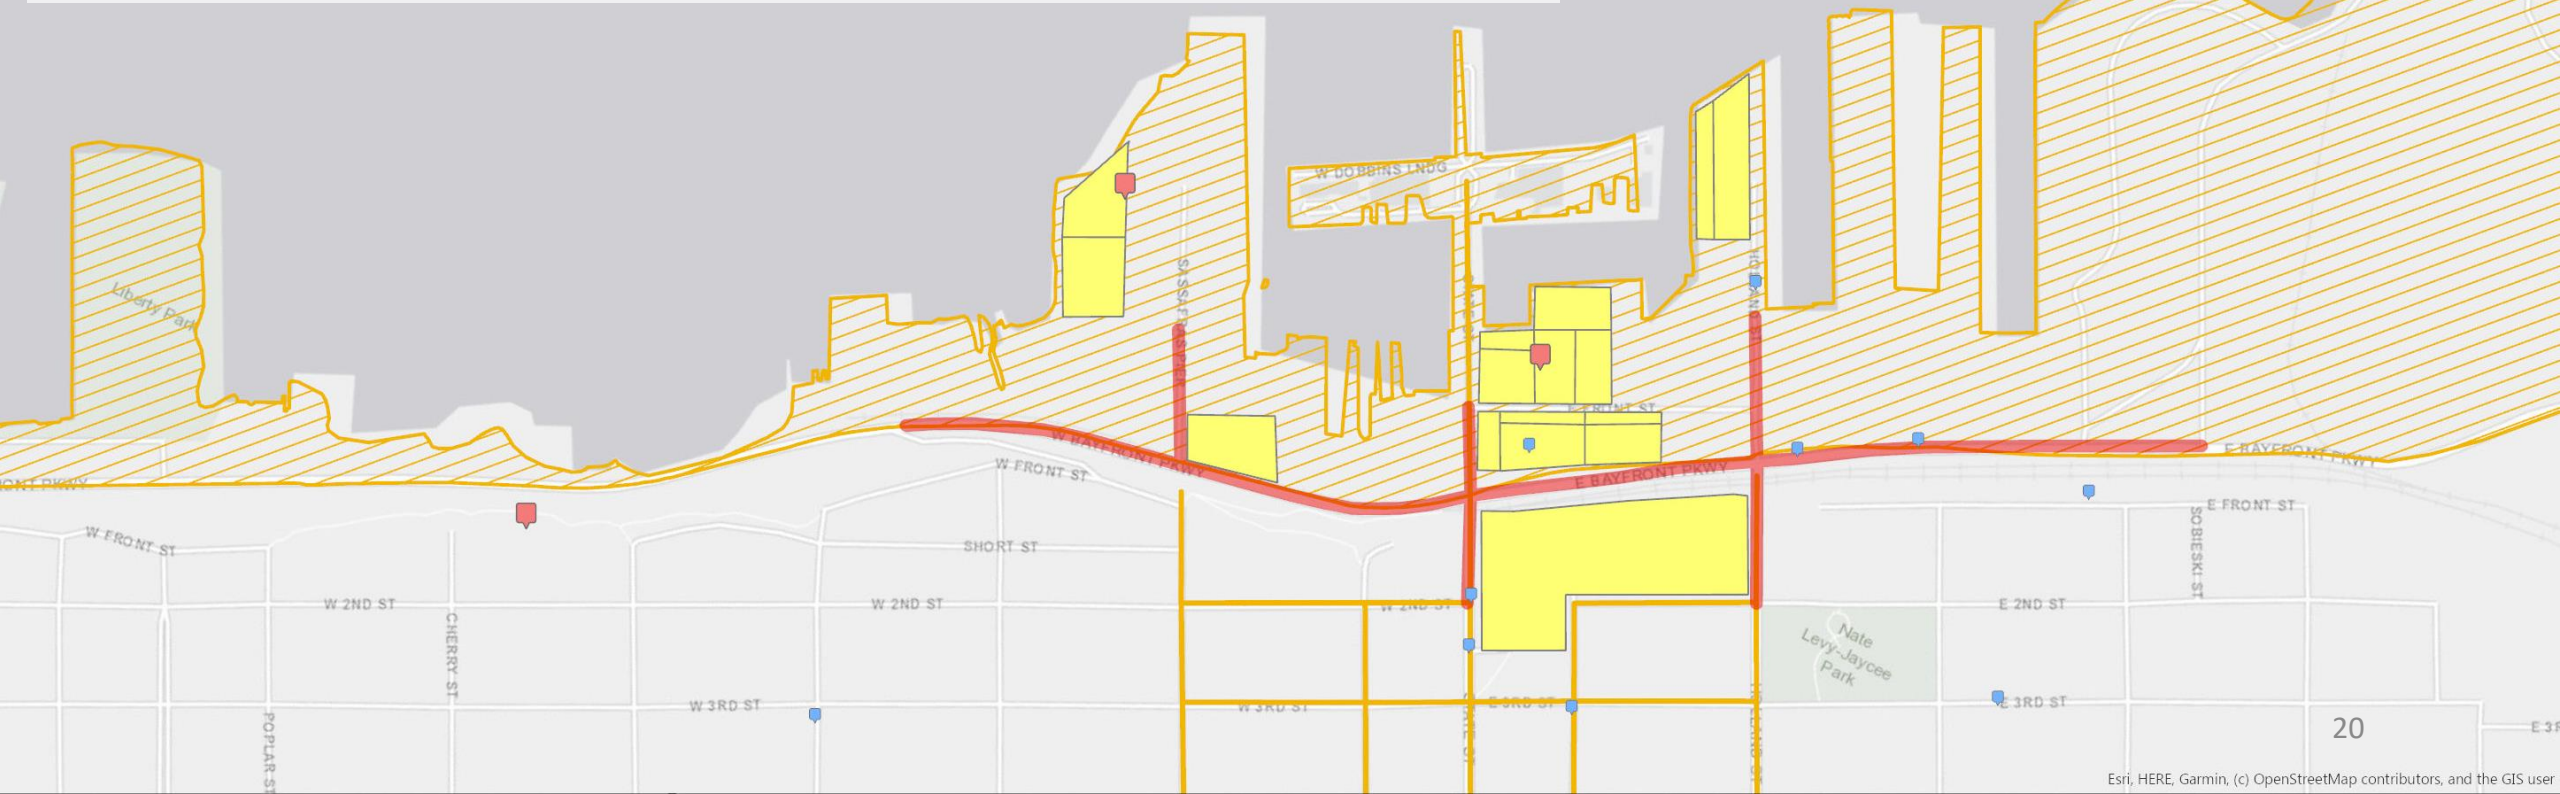 W DOBBINS LNDG
Liberty Park
SASSAFRAS PIER
STATE ST
HOLLAND ST
E FRONT ST
W BAYFRONT PKWY
E BAYFRONT PKWY
E BAYFRONT PKWY
W FRONT ST
ONT PKWY
E FRONT ST
W FRONT ST
SHORT ST
SOBIESKI ST
W 2ND ST
W 2ND ST
W 2ND ST
E 2ND ST
CHERRY ST
Nate
Levy-Jaycee
Park
W 3RD ST
W 3RD ST
E 3RD ST
E 3RD ST
STATE ST
HOLLAND ST
POPLAR ST
20
E 3R
Esri, HERE, Garmin, (c) OpenStreetMap contributors, and the GIS user